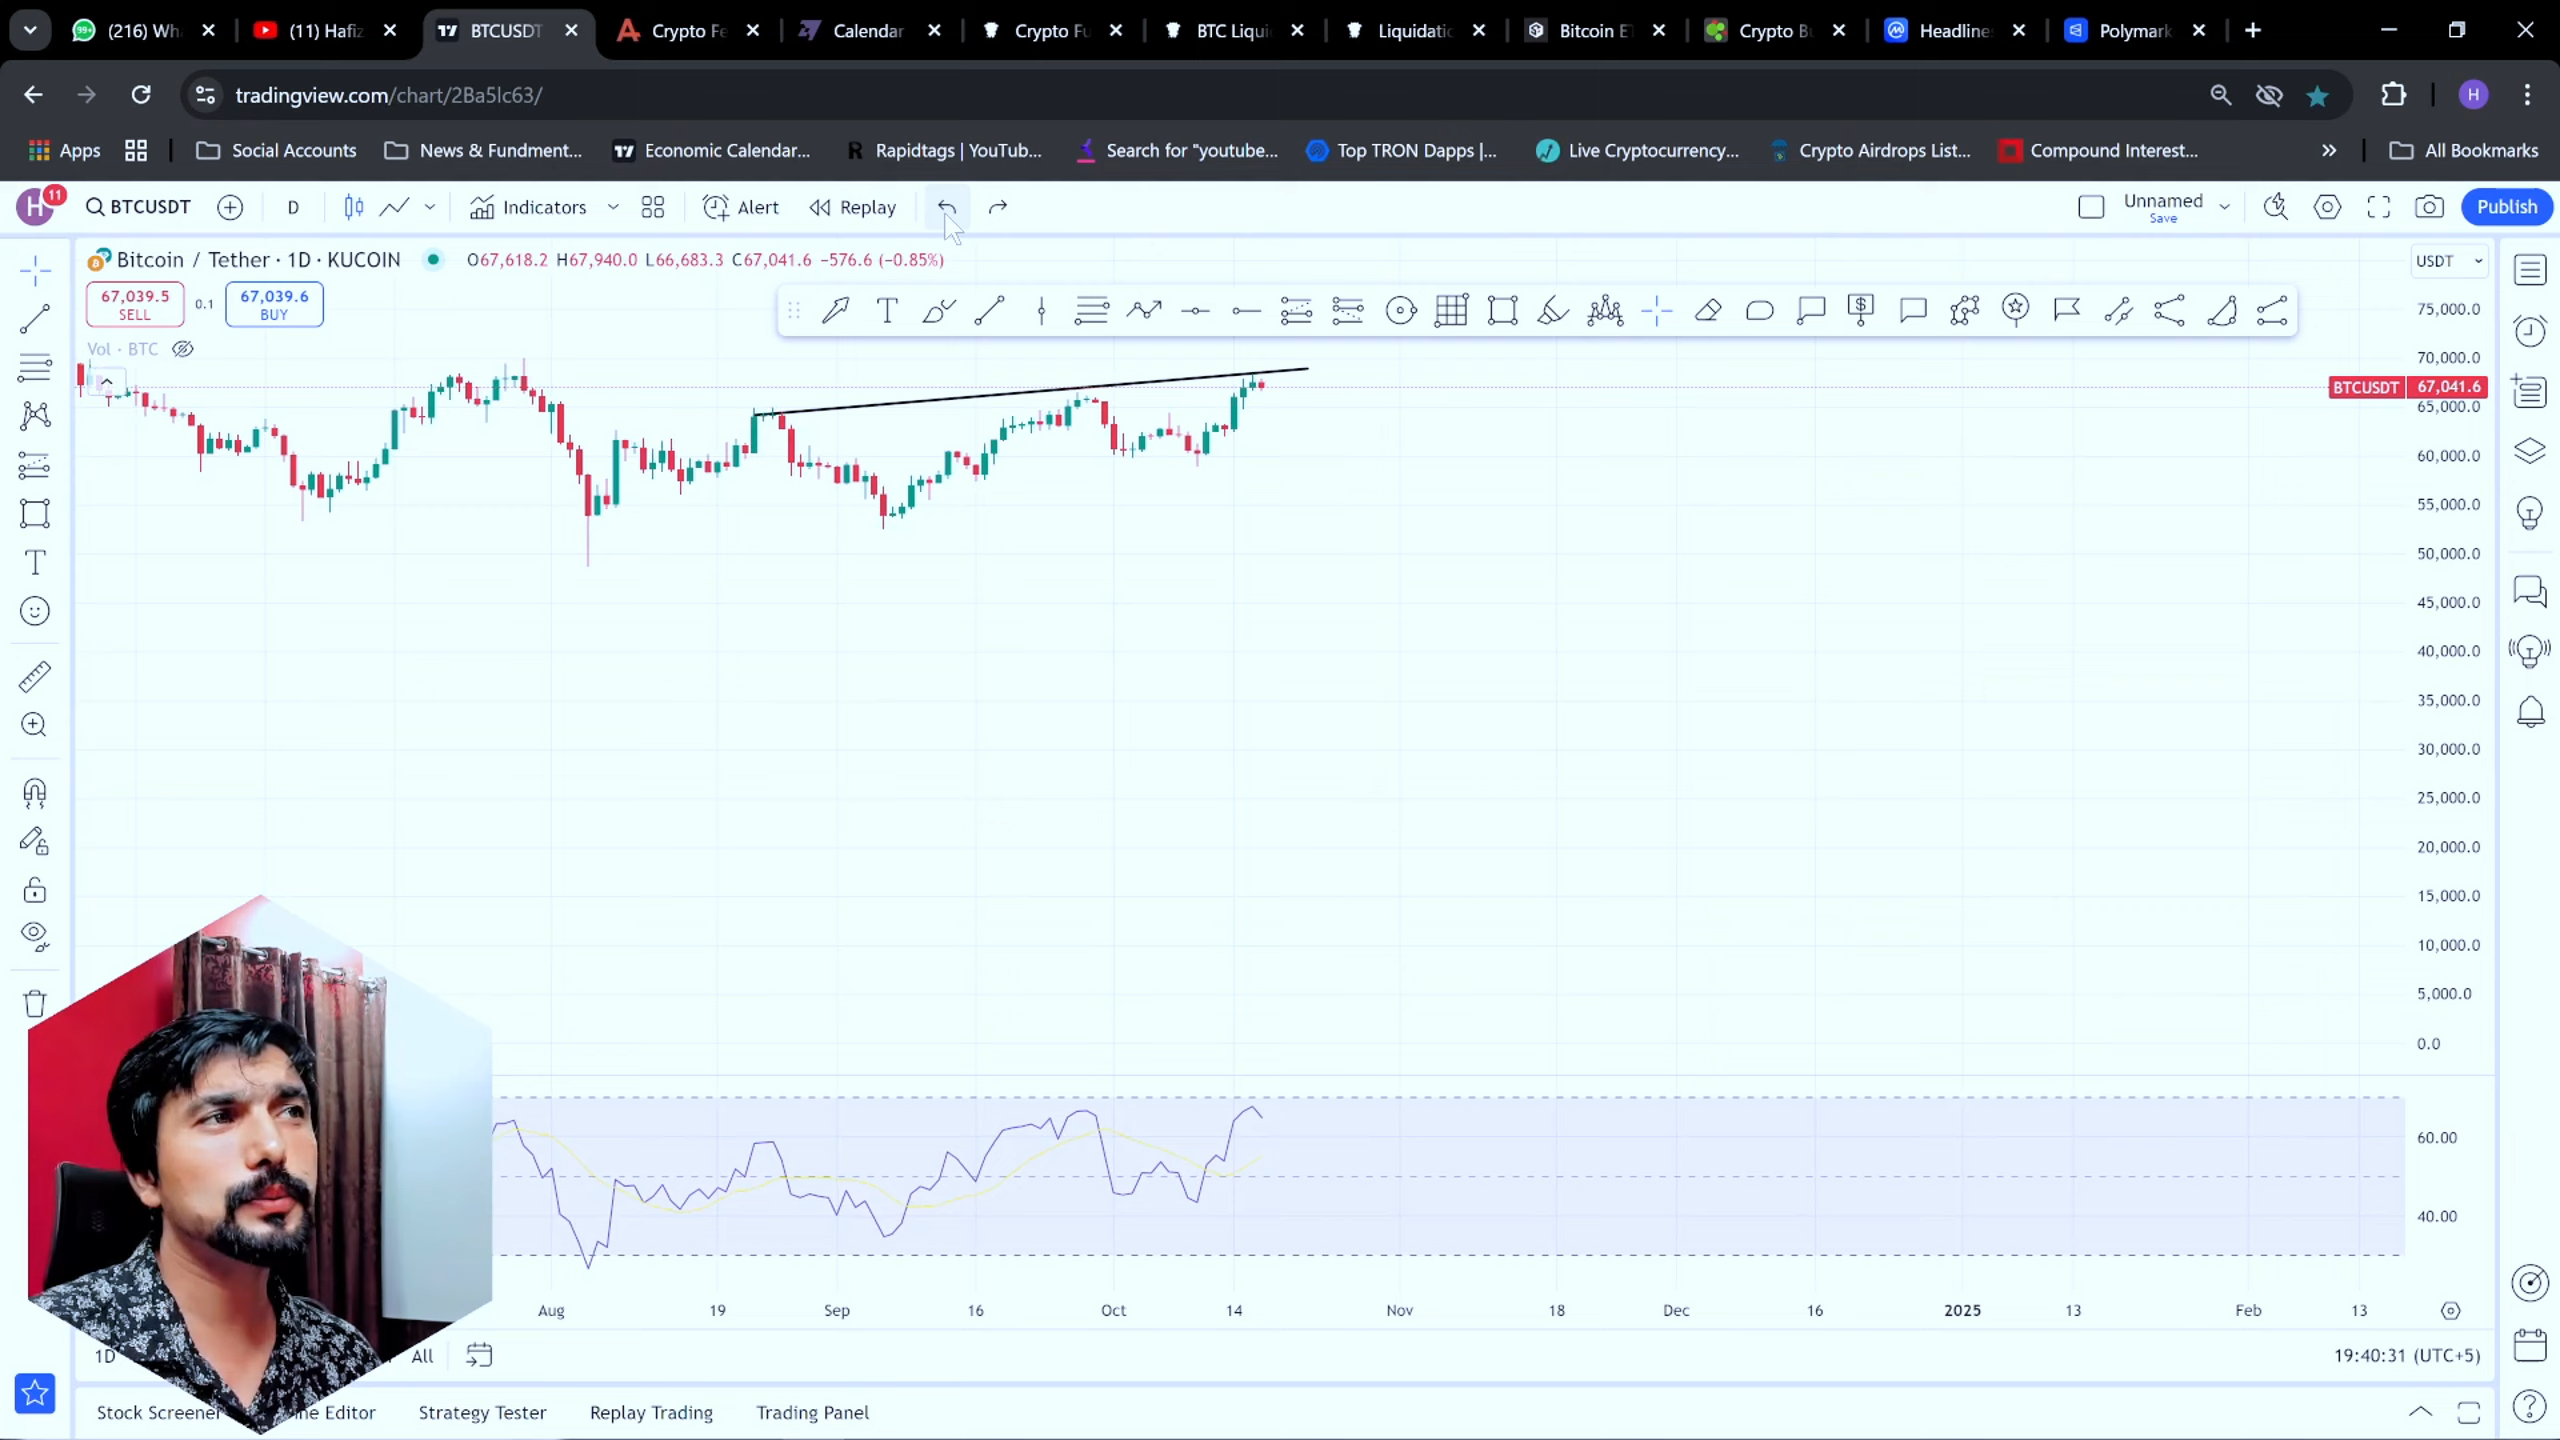 (216) Wh
(11) Hafiz
BTCUSDT
Crypto Fe
Calendar
Crypto Fu
BTC Liqui
Liquidatic
Bitcoin E
Crypto B
Headline
Polymark
tradingview.com/chart/2Ba5lc63/
Apps
Social Accounts
News & Fundment...
Economic Calendar...
Rapidtags | YouTub...
Search for "youtube...
Top TRON Dapps |...
Live Cryptocurrency...
Crypto Airdrops List...
Compound Interest...
All Bookmarks
H 11
BTCUSDT
D
Indicators
Alert
Replay
Unnamed
Save
Publish
Bitcoin / Tether · 1D · KUCOIN
O67,618.2 H67,940.0 L66,683.3 C67,041.6 −576.6 (−0.85%)
USDT
67,039.5
SELL
0.1
67,039.6
BUY
Vol · BTC
75,000.0
70,000.0
BTCUSDT 67,041.6
65,000.0
60,000.0
55,000.0
50,000.0
45,000.0
40,000.0
35,000.0
30,000.0
25,000.0
20,000.0
15,000.0
10,000.0
5,000.0
0.0
60.00
40.00
Aug 19 Sep 16 Oct 14 Nov 18 Dec 16 2025 13 Feb 13
1D
All
19:40:31 (UTC+5)
Stock Screener
ne Editor
Strategy Tester
Replay Trading
Trading Panel